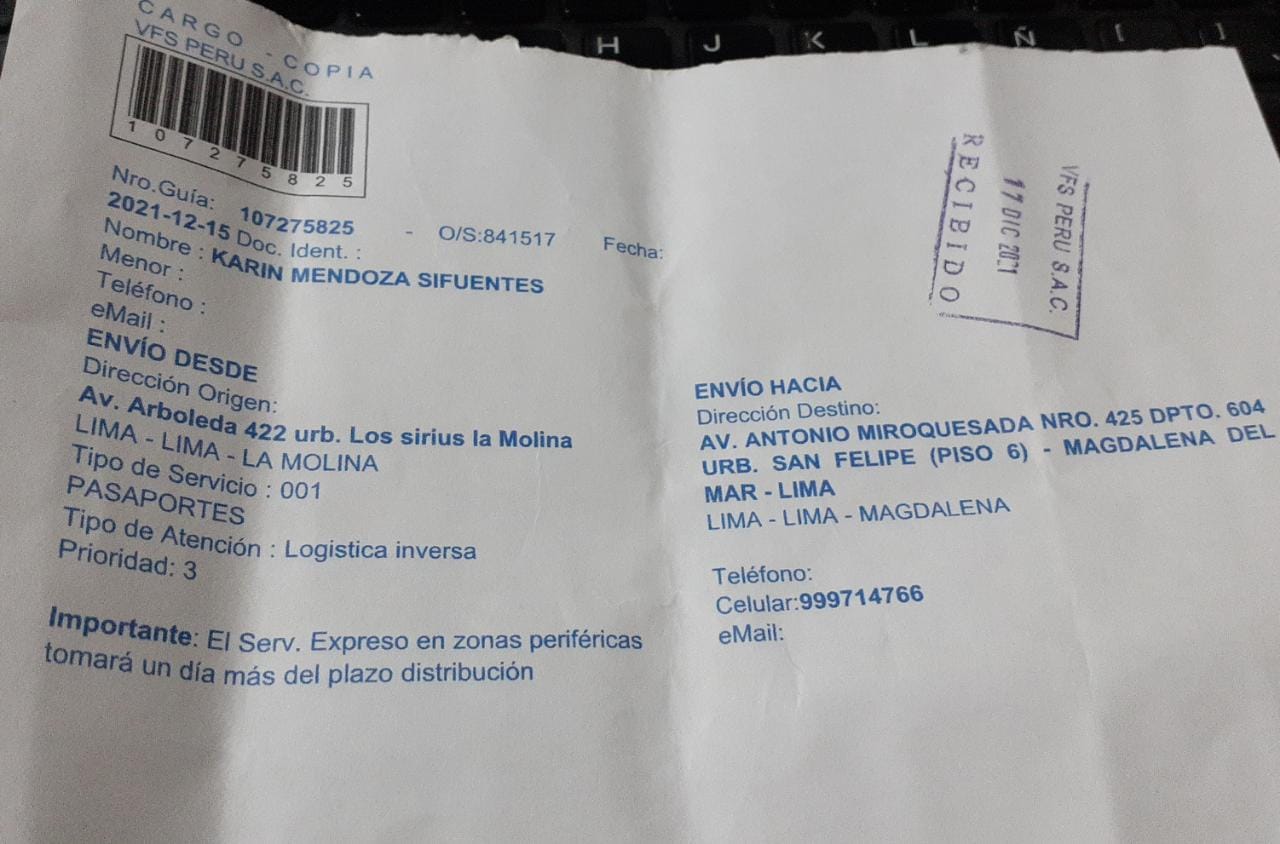 CARGO - COPIA
VFS PERU S.A.C.
10727582​5
Nro.Guía: 107275825 - O/S:841517 Fecha:
2021-12-15 Doc. Ident. :
Nombre : KARIN MENDOZA SIFUENTES
Menor :
Teléfono :
eMail :
ENVÍO DESDE
Dirección Origen:
Av. Arboleda 422 urb. Los sirius la Molina
LIMA - LIMA - LA MOLINA
Tipo de Servicio : 001
PASAPORTES
Tipo de Atención : Logistica inversa
Prioridad: 3
Importante: El Serv. Expreso en zonas periféricas
tomará un día más del plazo distribución
VFS PERU S.A.C.
17 DIC 2021
RECIBIDO
ENVÍO HACIA
Dirección Destino:
AV. ANTONIO MIROQUESADA NRO. 425 DPTO. 604
URB. SAN FELIPE (PISO 6) - MAGDALENA DEL
MAR - LIMA
LIMA - LIMA - MAGDALENA
Teléfono:
Celular:999714766
eMail:
H J K L Ñ [ ]